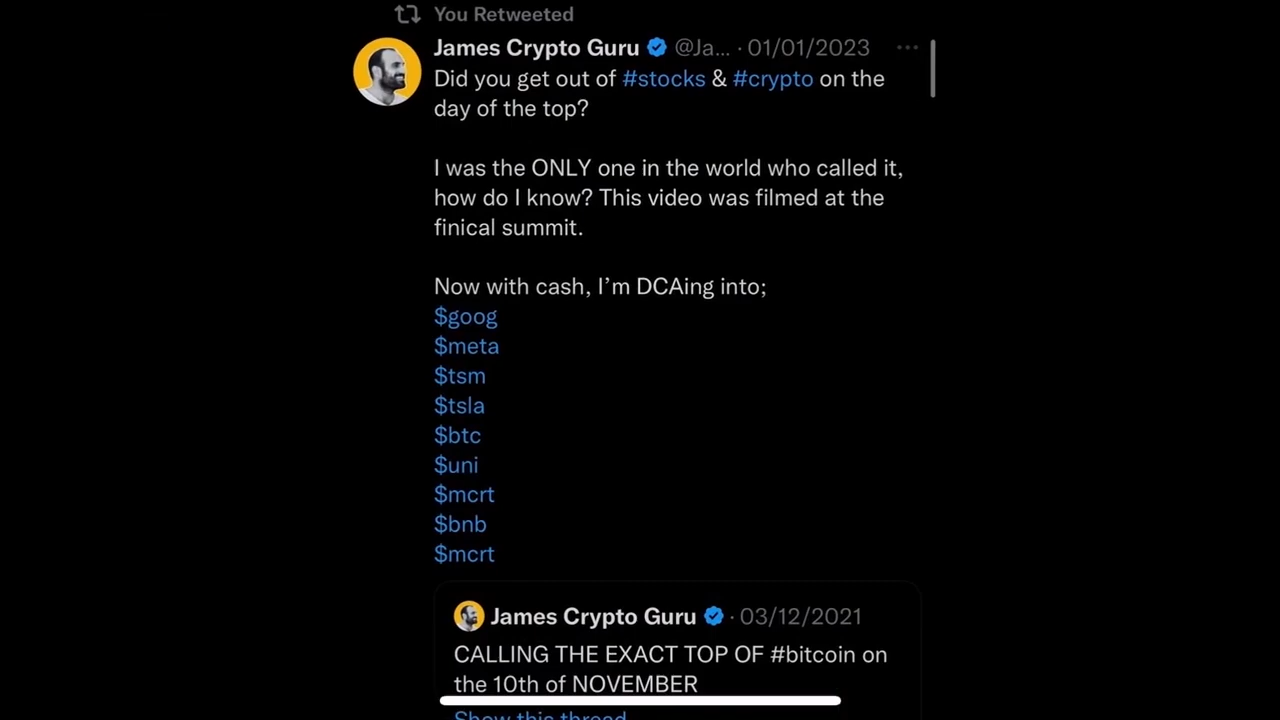 You Retweeted
James Crypto Guru @Ja... · 01/01/2023 ...
Did you get out of #stocks & #crypto on the
day of the top?
I was the ONLY one in the world who called it,
how do I know? This video was filmed at the
finical summit.
Now with cash, I’m DCAing into;
$goog
$meta
$tsm
$tsla
$btc
$uni
$mcrt
$bnb
$mcrt
James Crypto Guru · 03/12/2021
CALLING THE EXACT TOP OF #bitcoin on
the 10th of NOVEMBER
Show this thread